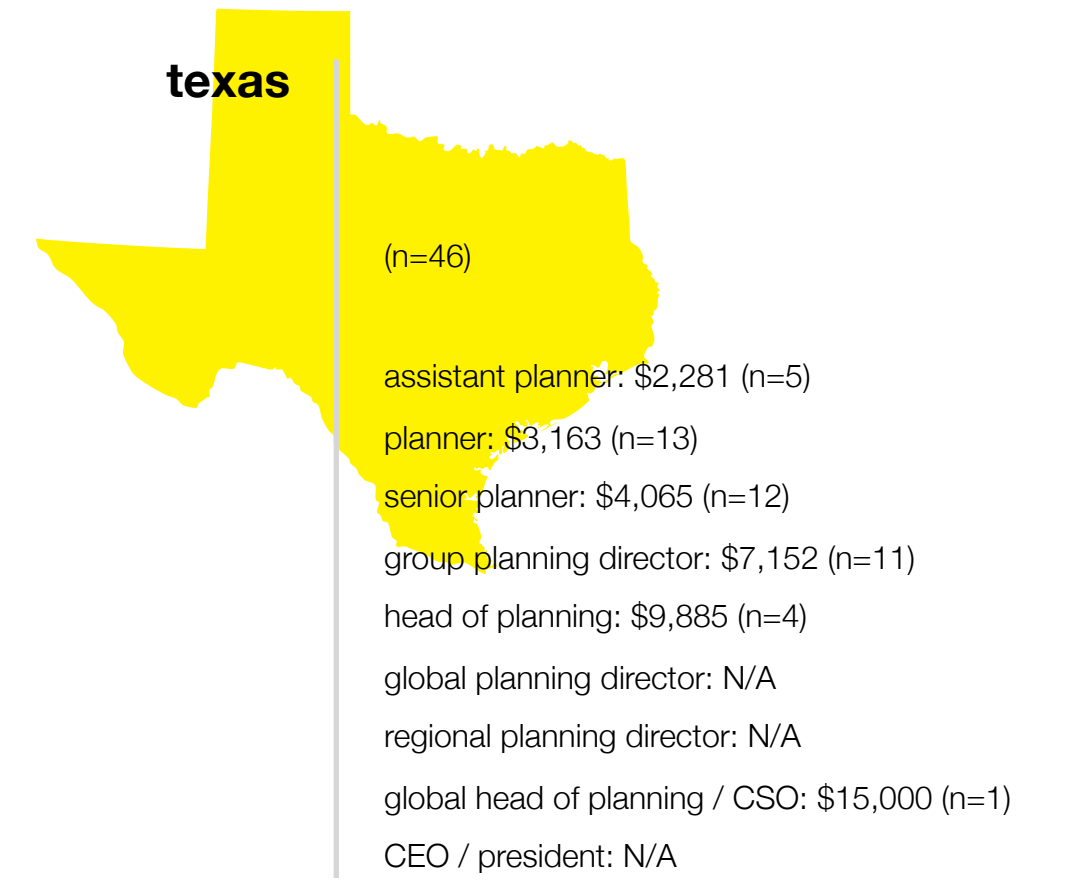 texas
(n=46)
assistant planner: $2,281 (n=5)
planner: $3,163 (n=13)
senior planner: $4,065 (n=12)
group planning director: $7,152 (n=11)
head of planning: $9,885 (n=4)
global planning director: N/A
regional planning director: N/A
global head of planning / CSO: $15,000 (n=1)
CEO / president: N/A